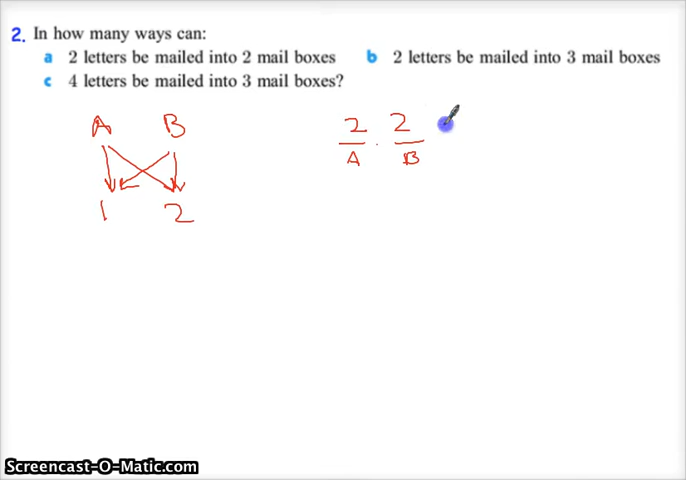 2. In how many ways can:
a 2 letters be mailed into 2 mail boxes b 2 letters be mailed into 3 mail boxes
c 4 letters be mailed into 3 mail boxes?
A B
2 · 2
A B
1 2
Screencast-O-Matic.com